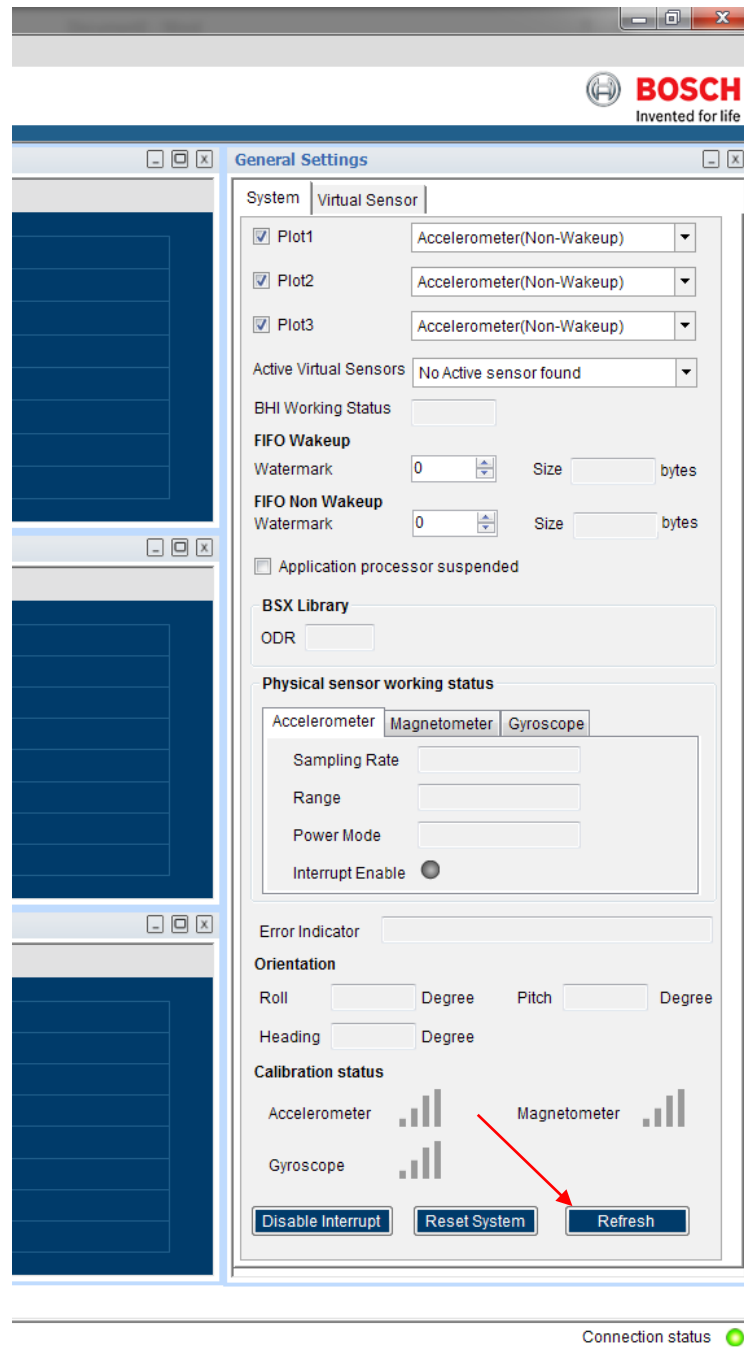 BOSCH
Invented for life
General Settings
System Virtual Sensor
Plot1 Accelerometer(Non-Wakeup)
Plot2 Accelerometer(Non-Wakeup)
Plot3 Accelerometer(Non-Wakeup)
Active Virtual Sensors No Active sensor found
BHI Working Status
FIFO Wakeup
Watermark 0 Size bytes
FIFO Non Wakeup
Watermark 0 Size bytes
Application processor suspended
BSX Library
ODR
Physical sensor working status
Accelerometer Magnetometer Gyroscope
Sampling Rate
Range
Power Mode
Interrupt Enable
Error Indicator
Orientation
Roll Degree Pitch Degree
Heading Degree
Calibration status
Accelerometer Magnetometer
Gyroscope
Disable Interrupt Reset System Refresh
Connection status